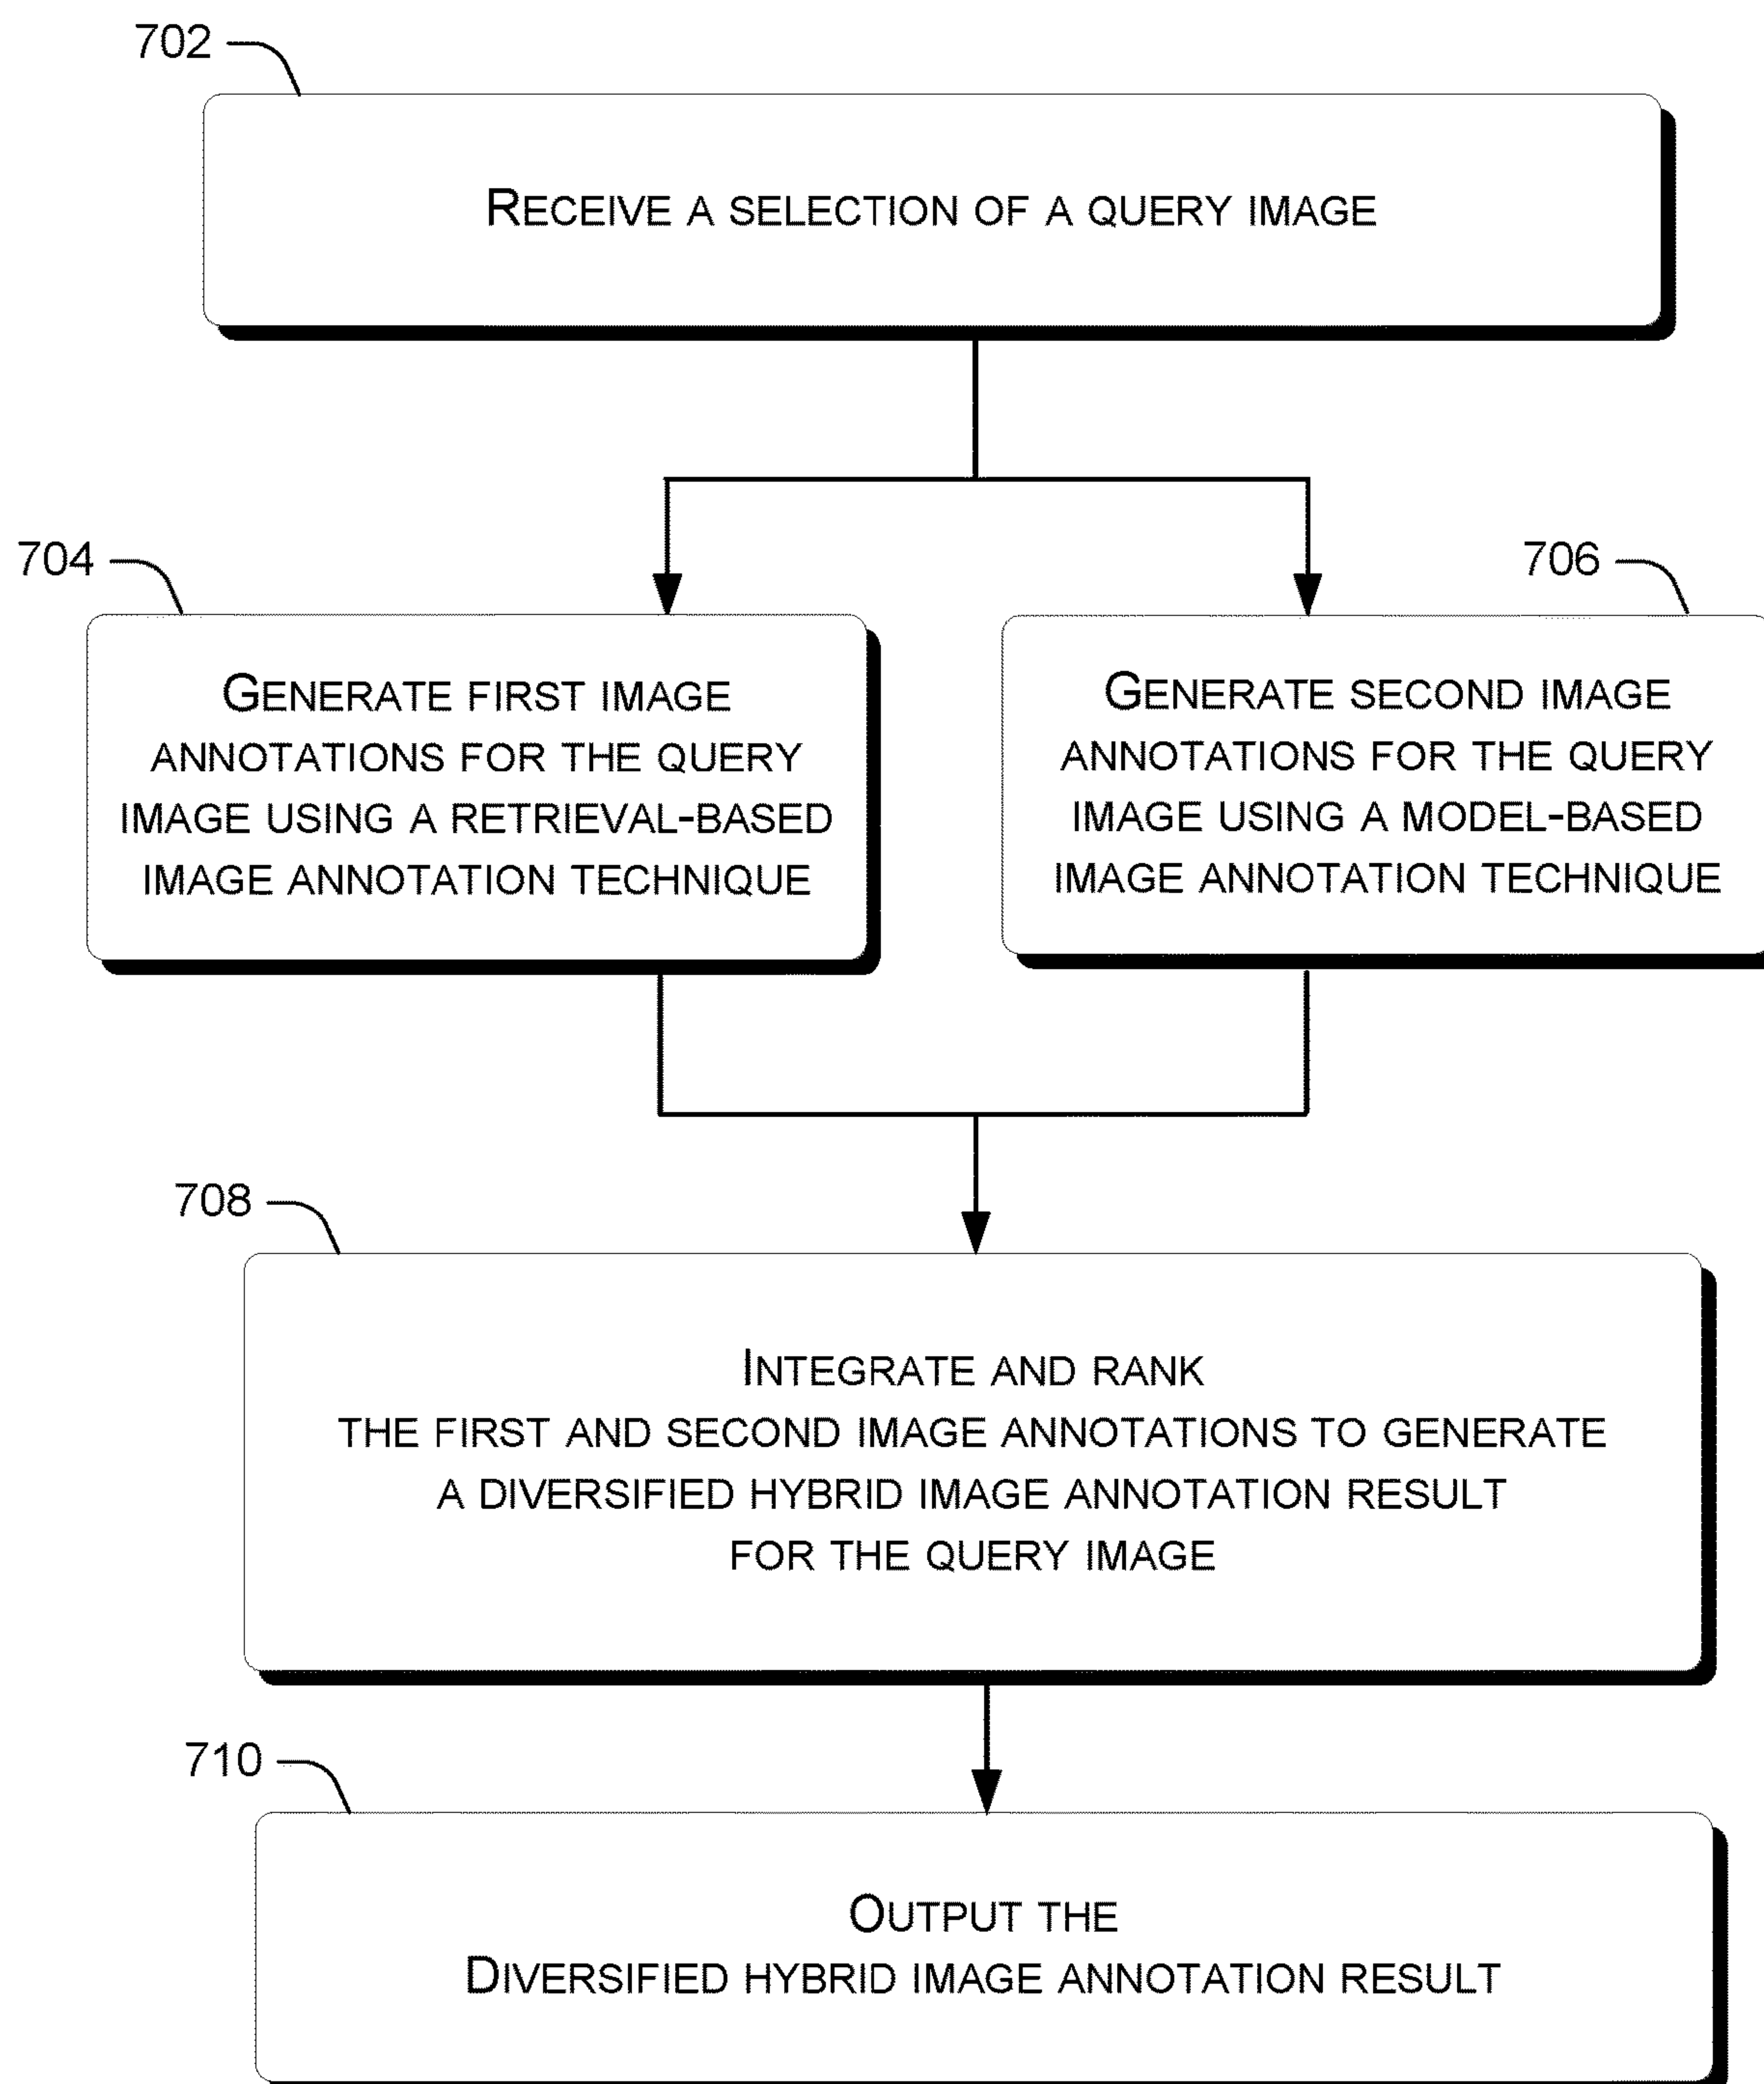 702
RECEIVE A SELECTION OF A QUERY IMAGE
704
706
GENERATE FIRST IMAGE
ANNOTATIONS FOR THE QUERY
IMAGE USING A RETRIEVAL-BASED
IMAGE ANNOTATION TECHNIQUE
GENERATE SECOND IMAGE
ANNOTATIONS FOR THE QUERY
IMAGE USING A MODEL-BASED
IMAGE ANNOTATION TECHNIQUE
708
INTEGRATE AND RANK
THE FIRST AND SECOND IMAGE ANNOTATIONS TO GENERATE
A DIVERSIFIED HYBRID IMAGE ANNOTATION RESULT
FOR THE QUERY IMAGE
710
OUTPUT THE
DIVERSIFIED HYBRID IMAGE ANNOTATION RESULT